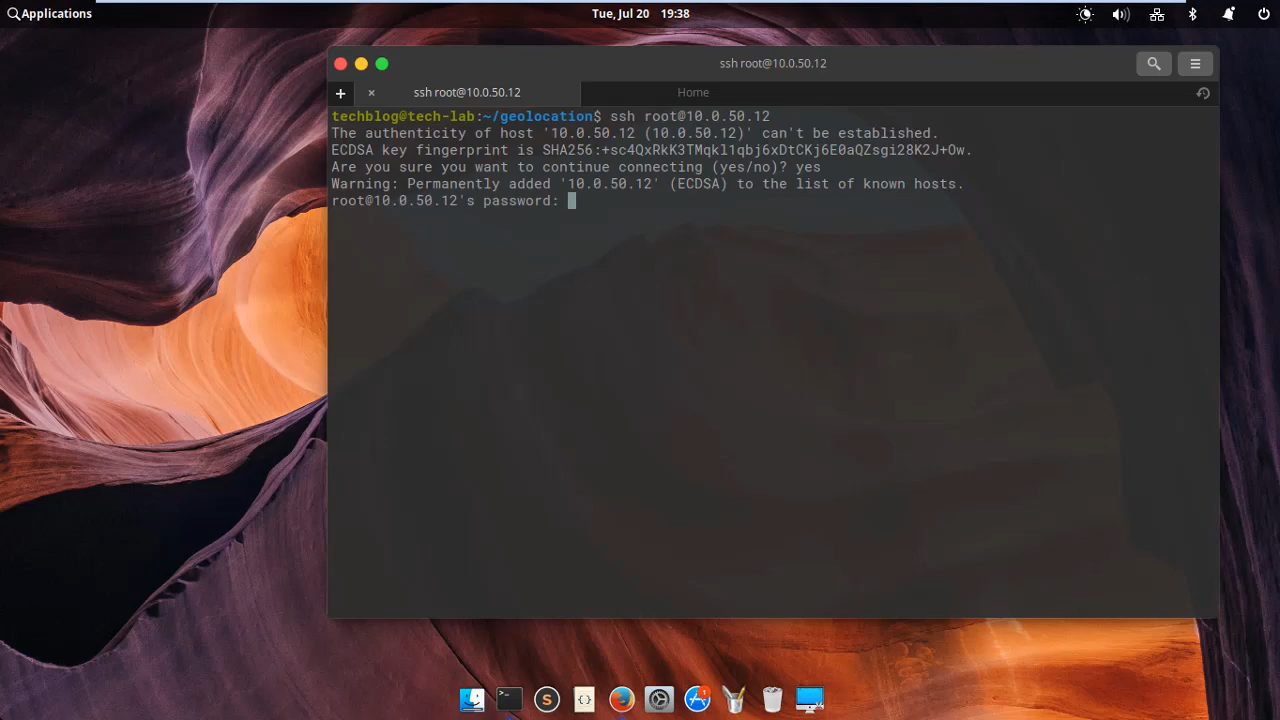 Applications
Tue, Jul 20 19:38
ssh root@10.0.50.12
ssh root@10.0.50.12
Home
techblog@tech-lab:~/geolocation$ ssh root@10.0.50.12
The authenticity of host '10.0.50.12 (10.0.50.12)' can't be established.
ECDSA key fingerprint is SHA256:+sc4QxRkK3TMqkl1qbj6xDtCKj6E0aQZsgi28K2J+Ow.
Are you sure you want to continue connecting (yes/no)? yes
Warning: Permanently added '10.0.50.12' (ECDSA) to the list of known hosts.
root@10.0.50.12's password:
S
1